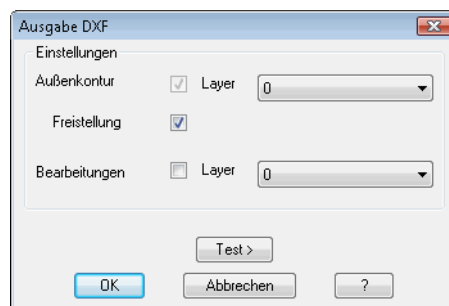 Ausgabe DXF
Einstellungen
Außenkontur Layer 0
Freistellung
Bearbeitungen Layer 0
Test >
OK Abbrechen ?